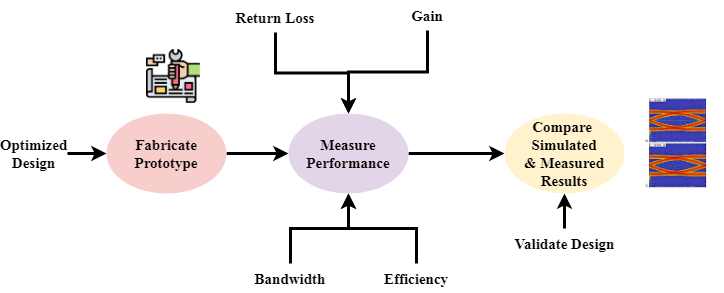 Return Loss
Gain
Optimized
Design
Fabricate
Prototype
Measure
Performance
Compare
Simulated
& Measured
Results
Validate Design
Bandwidth
Efficiency